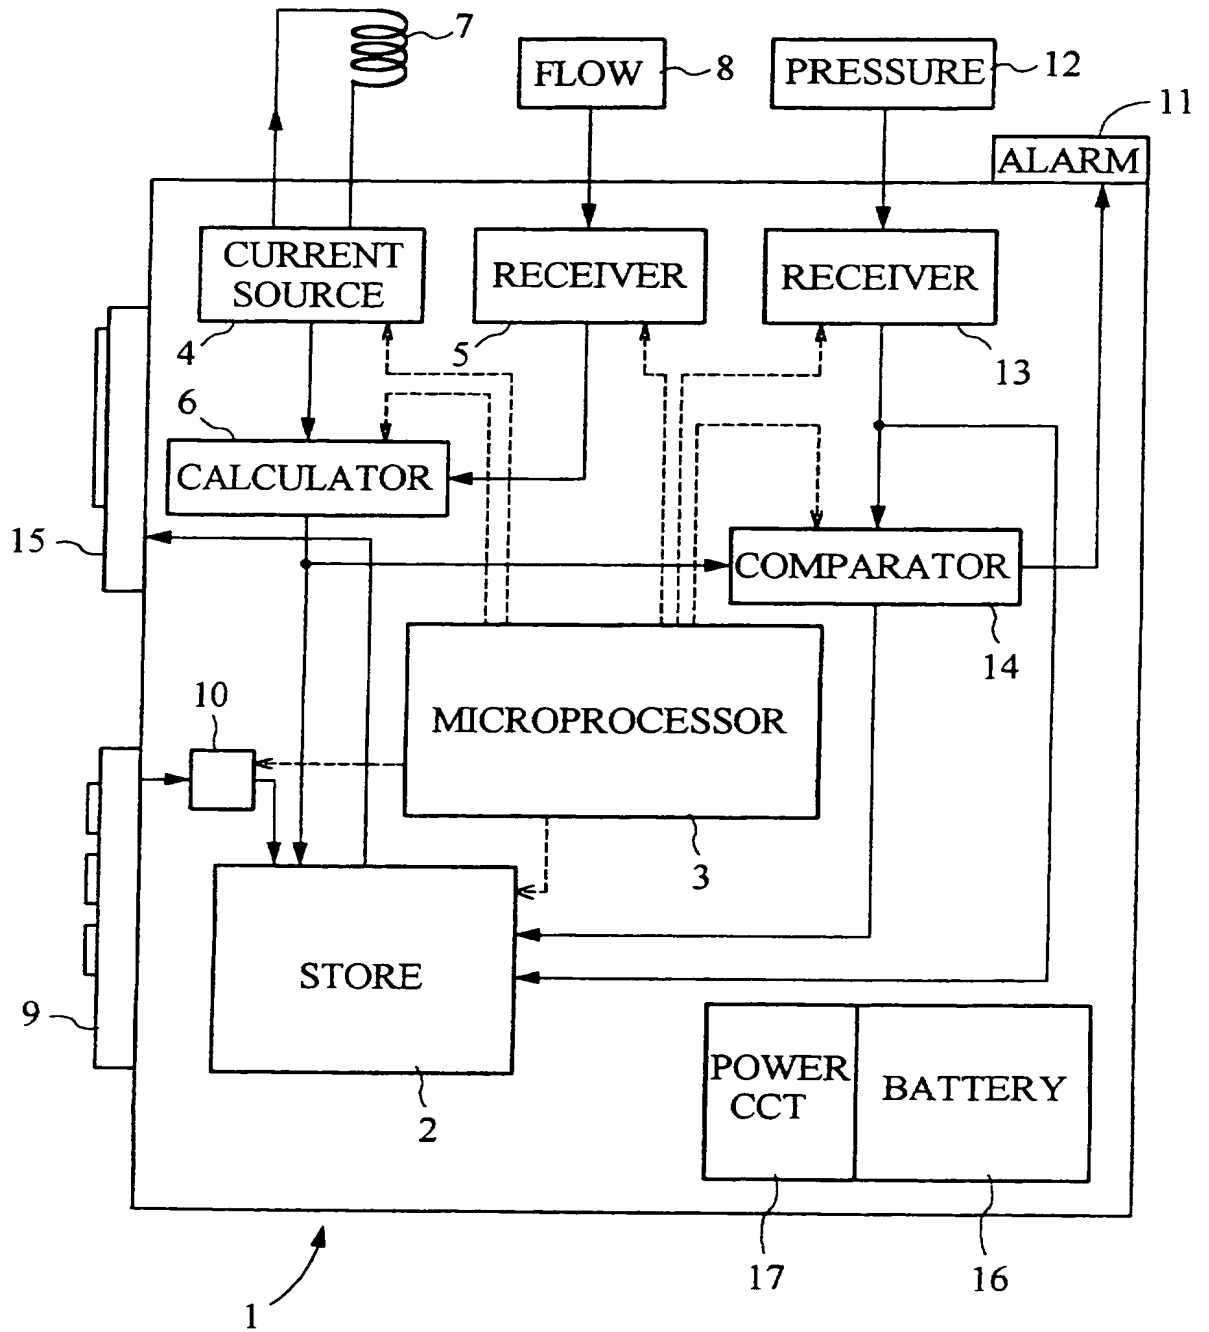 7
FLOW
8
PRESSURE
12
11
ALARM
CURRENT
SOURCE
4
RECEIVER
5
RECEIVER
13
6
CALCULATOR
15
COMPARATOR
14
10
MICROPROCESSOR
3
9
STORE
2
POWER
CCT
BATTERY
17
16
1